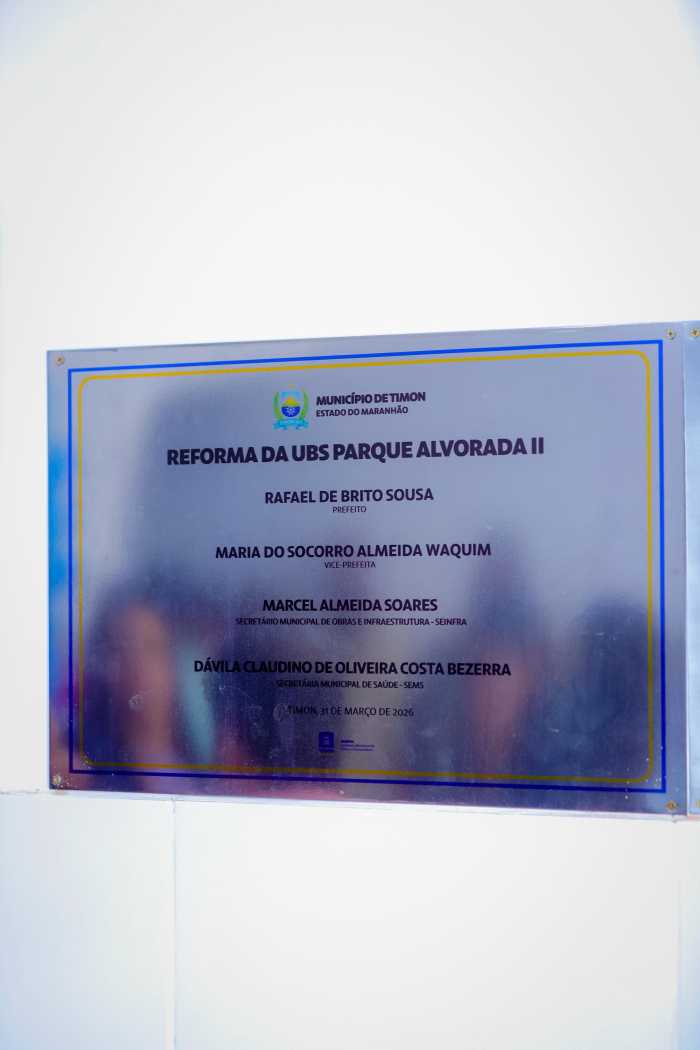 MUNICÍPIO DE TIMON
ESTADO DO MARANHÃO
REFORMA DA UBS PARQUE ALVORADA II
RAFAEL DE BRITO SOUSA
PREFEITO
MARIA DO SOCORRO ALMEIDA WAQUIM
VICE-PREFEITA
MARCEL ALMEIDA SOARES
SECRETÁRIO MUNICIPAL DE OBRAS E INFRAESTRUTURA - SEINFRA
DÁVILA CLAUDINO DE OLIVEIRA COSTA BEZERRA
SECRETÁRIA MUNICIPAL DE SAÚDE - SEMS
TIMON, 31 DE MARÇO DE 2026